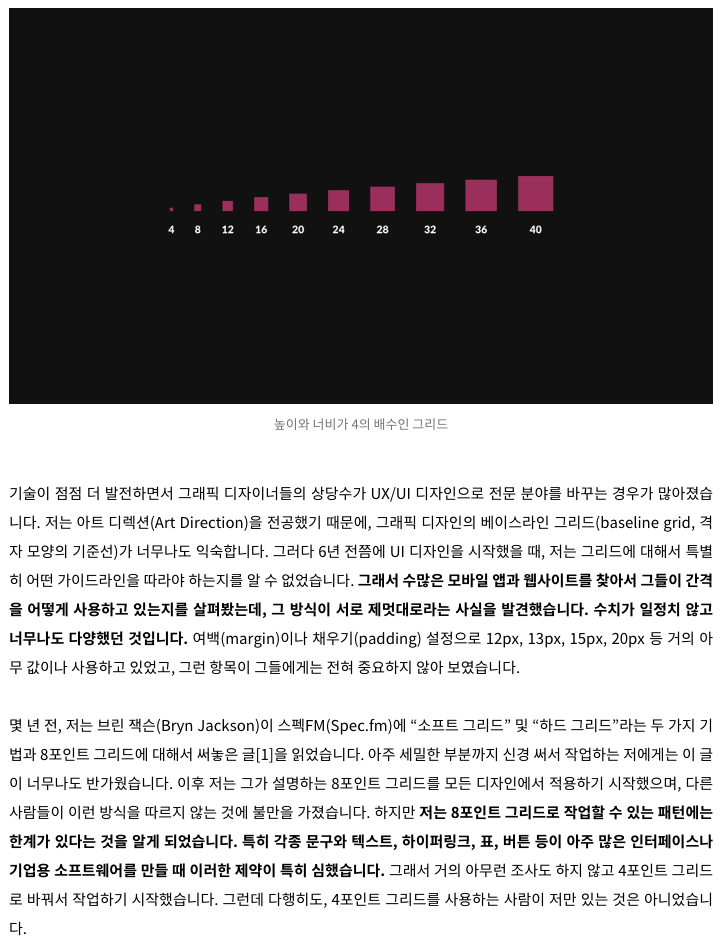 4 8 12 16 20 24 28 32 36 40
높이와 너비가 4의 배수인 그리드
기술이 점점 더 발전하면서 그래픽 디자이너들의 상당수가 UX/UI 디자인으로 전문 분야를 바꾸는 경우가 많아졌습
니다. 저는 아트 디렉션(Art Direction)을 전공했기 때문에, 그래픽 디자인의 베이스라인 그리드(baseline grid, 격
자 모양의 기준선)가 너무나도 익숙합니다. 그러다 6년 전쯤에 UI 디자인을 시작했을 때, 저는 그리드에 대해서 특별
히 어떤 가이드라인을 따라야 하는지를 알 수 없었습니다. 그래서 수많은 모바일 앱과 웹사이트를 찾아서 그들이 간격
을 어떻게 사용하고 있는지를 살펴봤는데, 그 방식이 서로 제멋대로라는 사실을 발견했습니다. 수치가 일정치 않고
너무나도 다양했던 것입니다. 여백(margin)이나 채우기(padding) 설정으로 12px, 13px, 15px, 20px 등 거의 아
무 값이나 사용하고 있었고, 그런 항목이 그들에게는 전혀 중요하지 않아 보였습니다.
몇 년 전, 저는 브린 잭슨(Bryn Jackson)이 스펙FM(Spec.fm)에 “소프트 그리드” 및 “하드 그리드”라는 두 가지 기
법과 8포인트 그리드에 대해서 써놓은 글[1]을 읽었습니다. 아주 세밀한 부분까지 신경 써서 작업하는 저에게는 이 글
이 너무나도 반가웠습니다. 이후 저는 그가 설명하는 8포인트 그리드를 모든 디자인에서 적용하기 시작했으며, 다른
사람들이 이런 방식을 따르지 않는 것에 불만을 가졌습니다. 하지만 저는 8포인트 그리드로 작업할 수 있는 패턴에는
한계가 있다는 것을 알게 되었습니다. 특히 각종 문구와 텍스트, 하이퍼링크, 표, 버튼 등이 아주 많은 인터페이스나
기업용 소프트웨어를 만들 때 이러한 제약이 특히 심했습니다. 그래서 거의 아무런 조사도 하지 않고 4포인트 그리드
로 바꿔서 작업하기 시작했습니다. 그런데 다행히도, 4포인트 그리드를 사용하는 사람이 저만 있는 것은 아니었습니
다.